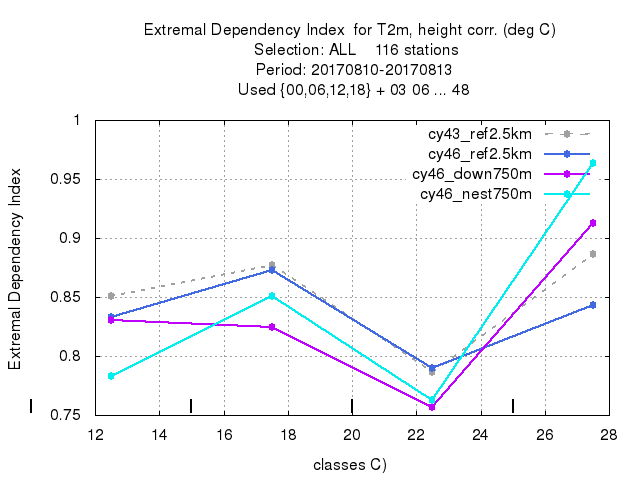 Extremal Dependency Index for T2m, height corr. (deg C)
Selection: ALL 116 stations
Period: 20170810-20170813
Used {00,06,12,18} + 03 06 ... 48
1
cy43_ref2.5km
cy46_ref2.5km
cy46_down750m
cy46_nest750m
0.95
0.9
0.85
0.8
0.75
Extremal Dependency Index
12 14 16 18 20 22 24 26 28
classes C)